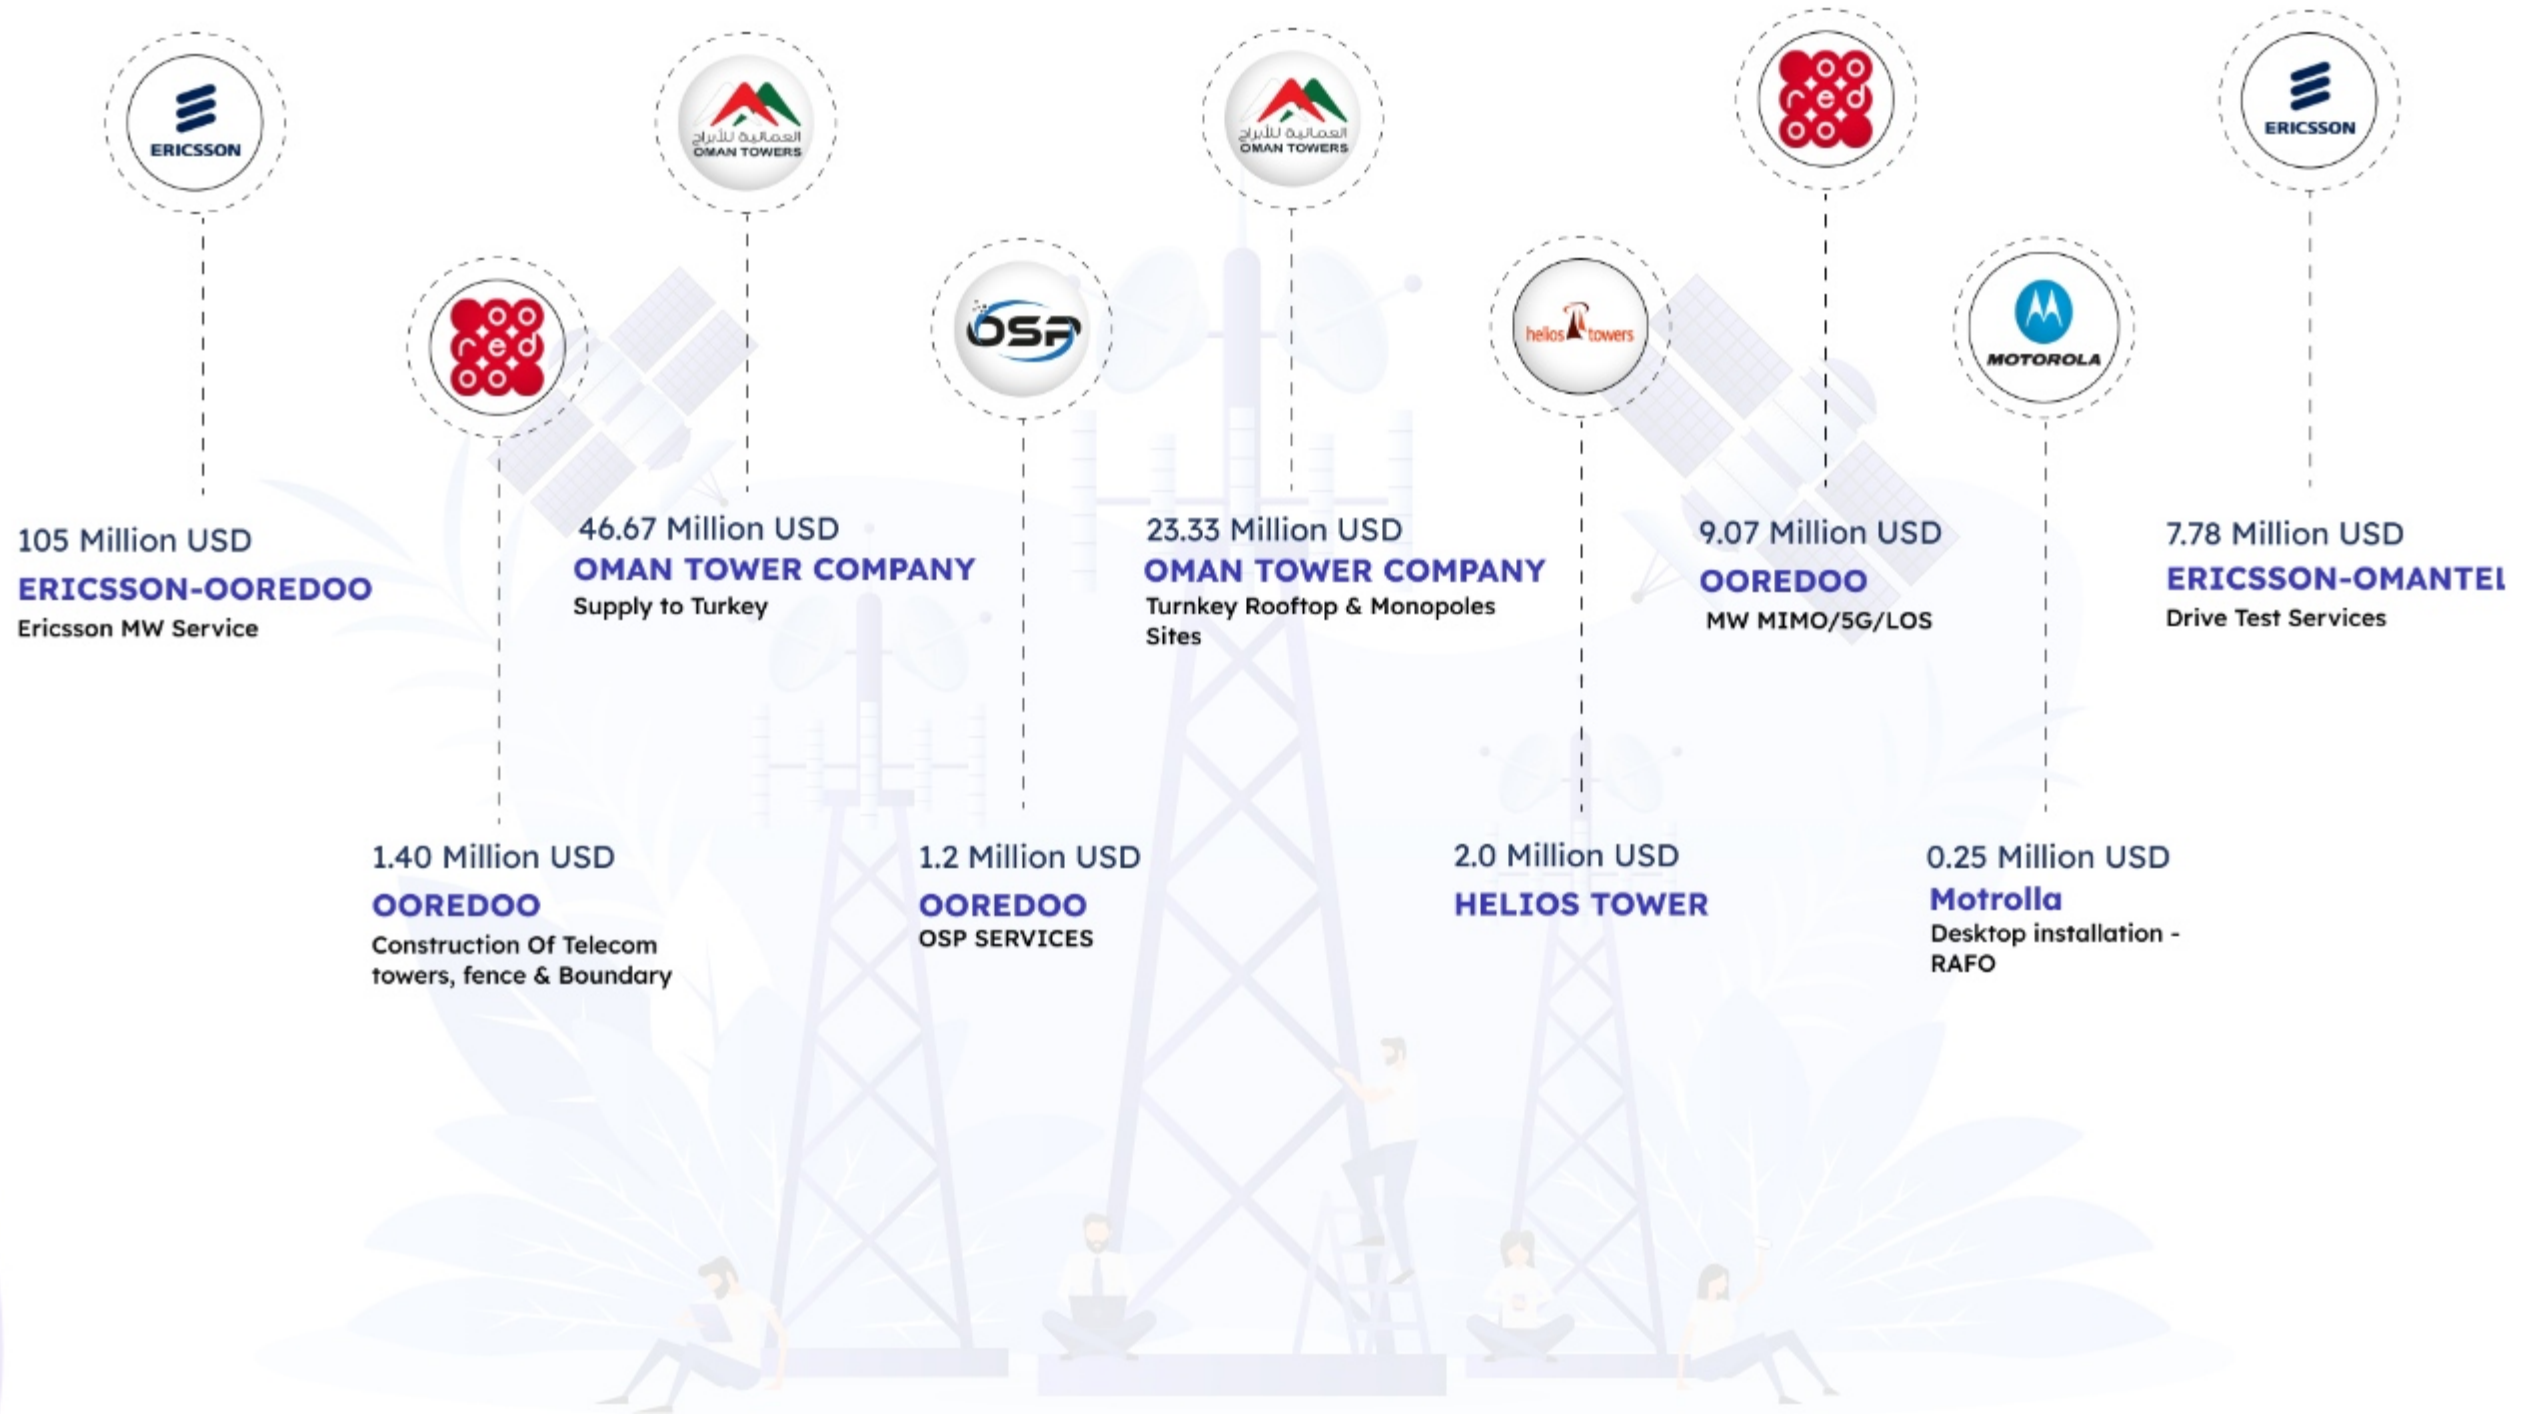 ERICSSON
105 Million USD
ERICSSON-OOREDOO
Ericsson MW Service
ooredoo
1.40 Million USD
OOREDOO
Construction Of Telecom
towers, fence & Boundary
العمانية للأبراج
OMAN TOWERS
46.67 Million USD
OMAN TOWER COMPANY
Supply to Turkey
OSP
1.2 Million USD
OOREDOO
OSP SERVICES
العمانية للأبراج
OMAN TOWERS
23.33 Million USD
OMAN TOWER COMPANY
Turnkey Rooftop & Monopoles
Sites
helios towers
2.0 Million USD
HELIOS TOWER
ooredoo
9.07 Million USD
OOREDOO
MW MIMO/5G/LOS
MOTOROLA
0.25 Million USD
Motrolla
Desktop installation -
RAFO
ERICSSON
7.78 Million USD
ERICSSON-OMANTEL
Drive Test Services